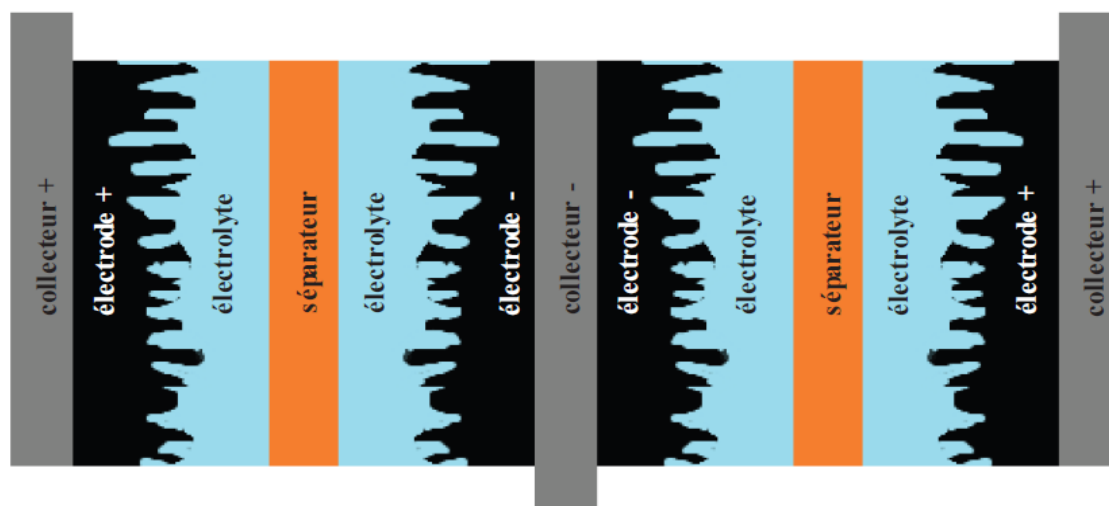 collecteur +
électrode +
électrolyte
séparateur
électrolyte
électrode -
collecteur -
électrode -
électrolyte
séparateur
électrolyte
électrode +
collecteur +